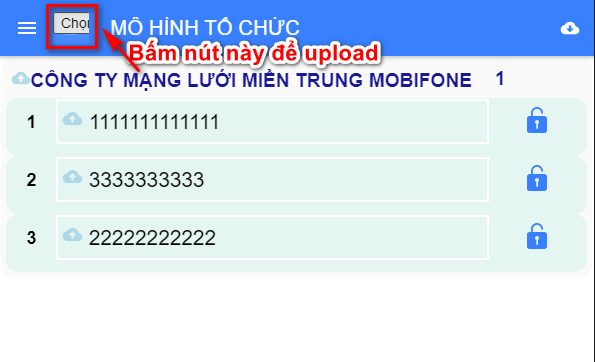 Chọn MÔ HÌNH TỔ CHỨC
Bấm nút này để upload
CÔNG TY MẠNG LƯỚI MIỀN TRUNG MOBIFONE 1
1 1111111111111
2 3333333333
3 22222222222